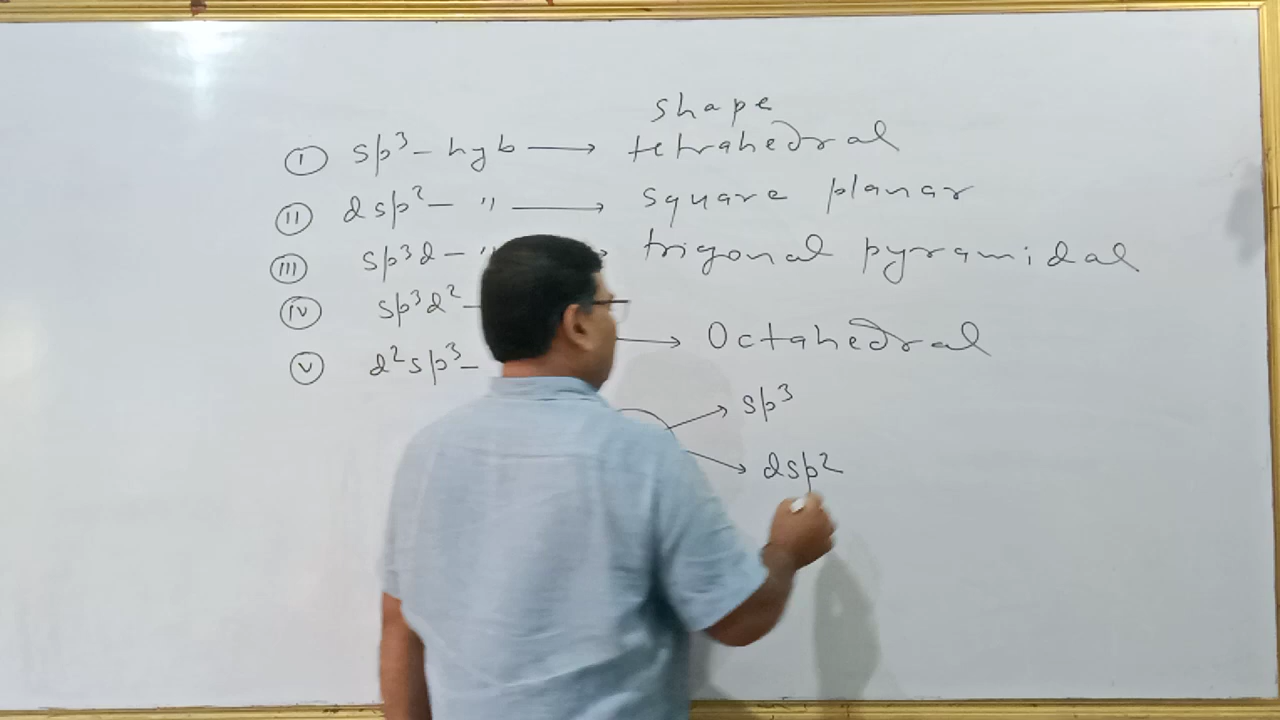 shape
(I) sp³- hyb ⟶ tetrahedral
(II) dsp²- " ⟶ square planar
(III) sp³d - " → trigonal pyramidal
(IV) sp³d² -
(V) d²sp³ -
→ Octahedral
→ sp³
→ dsp²